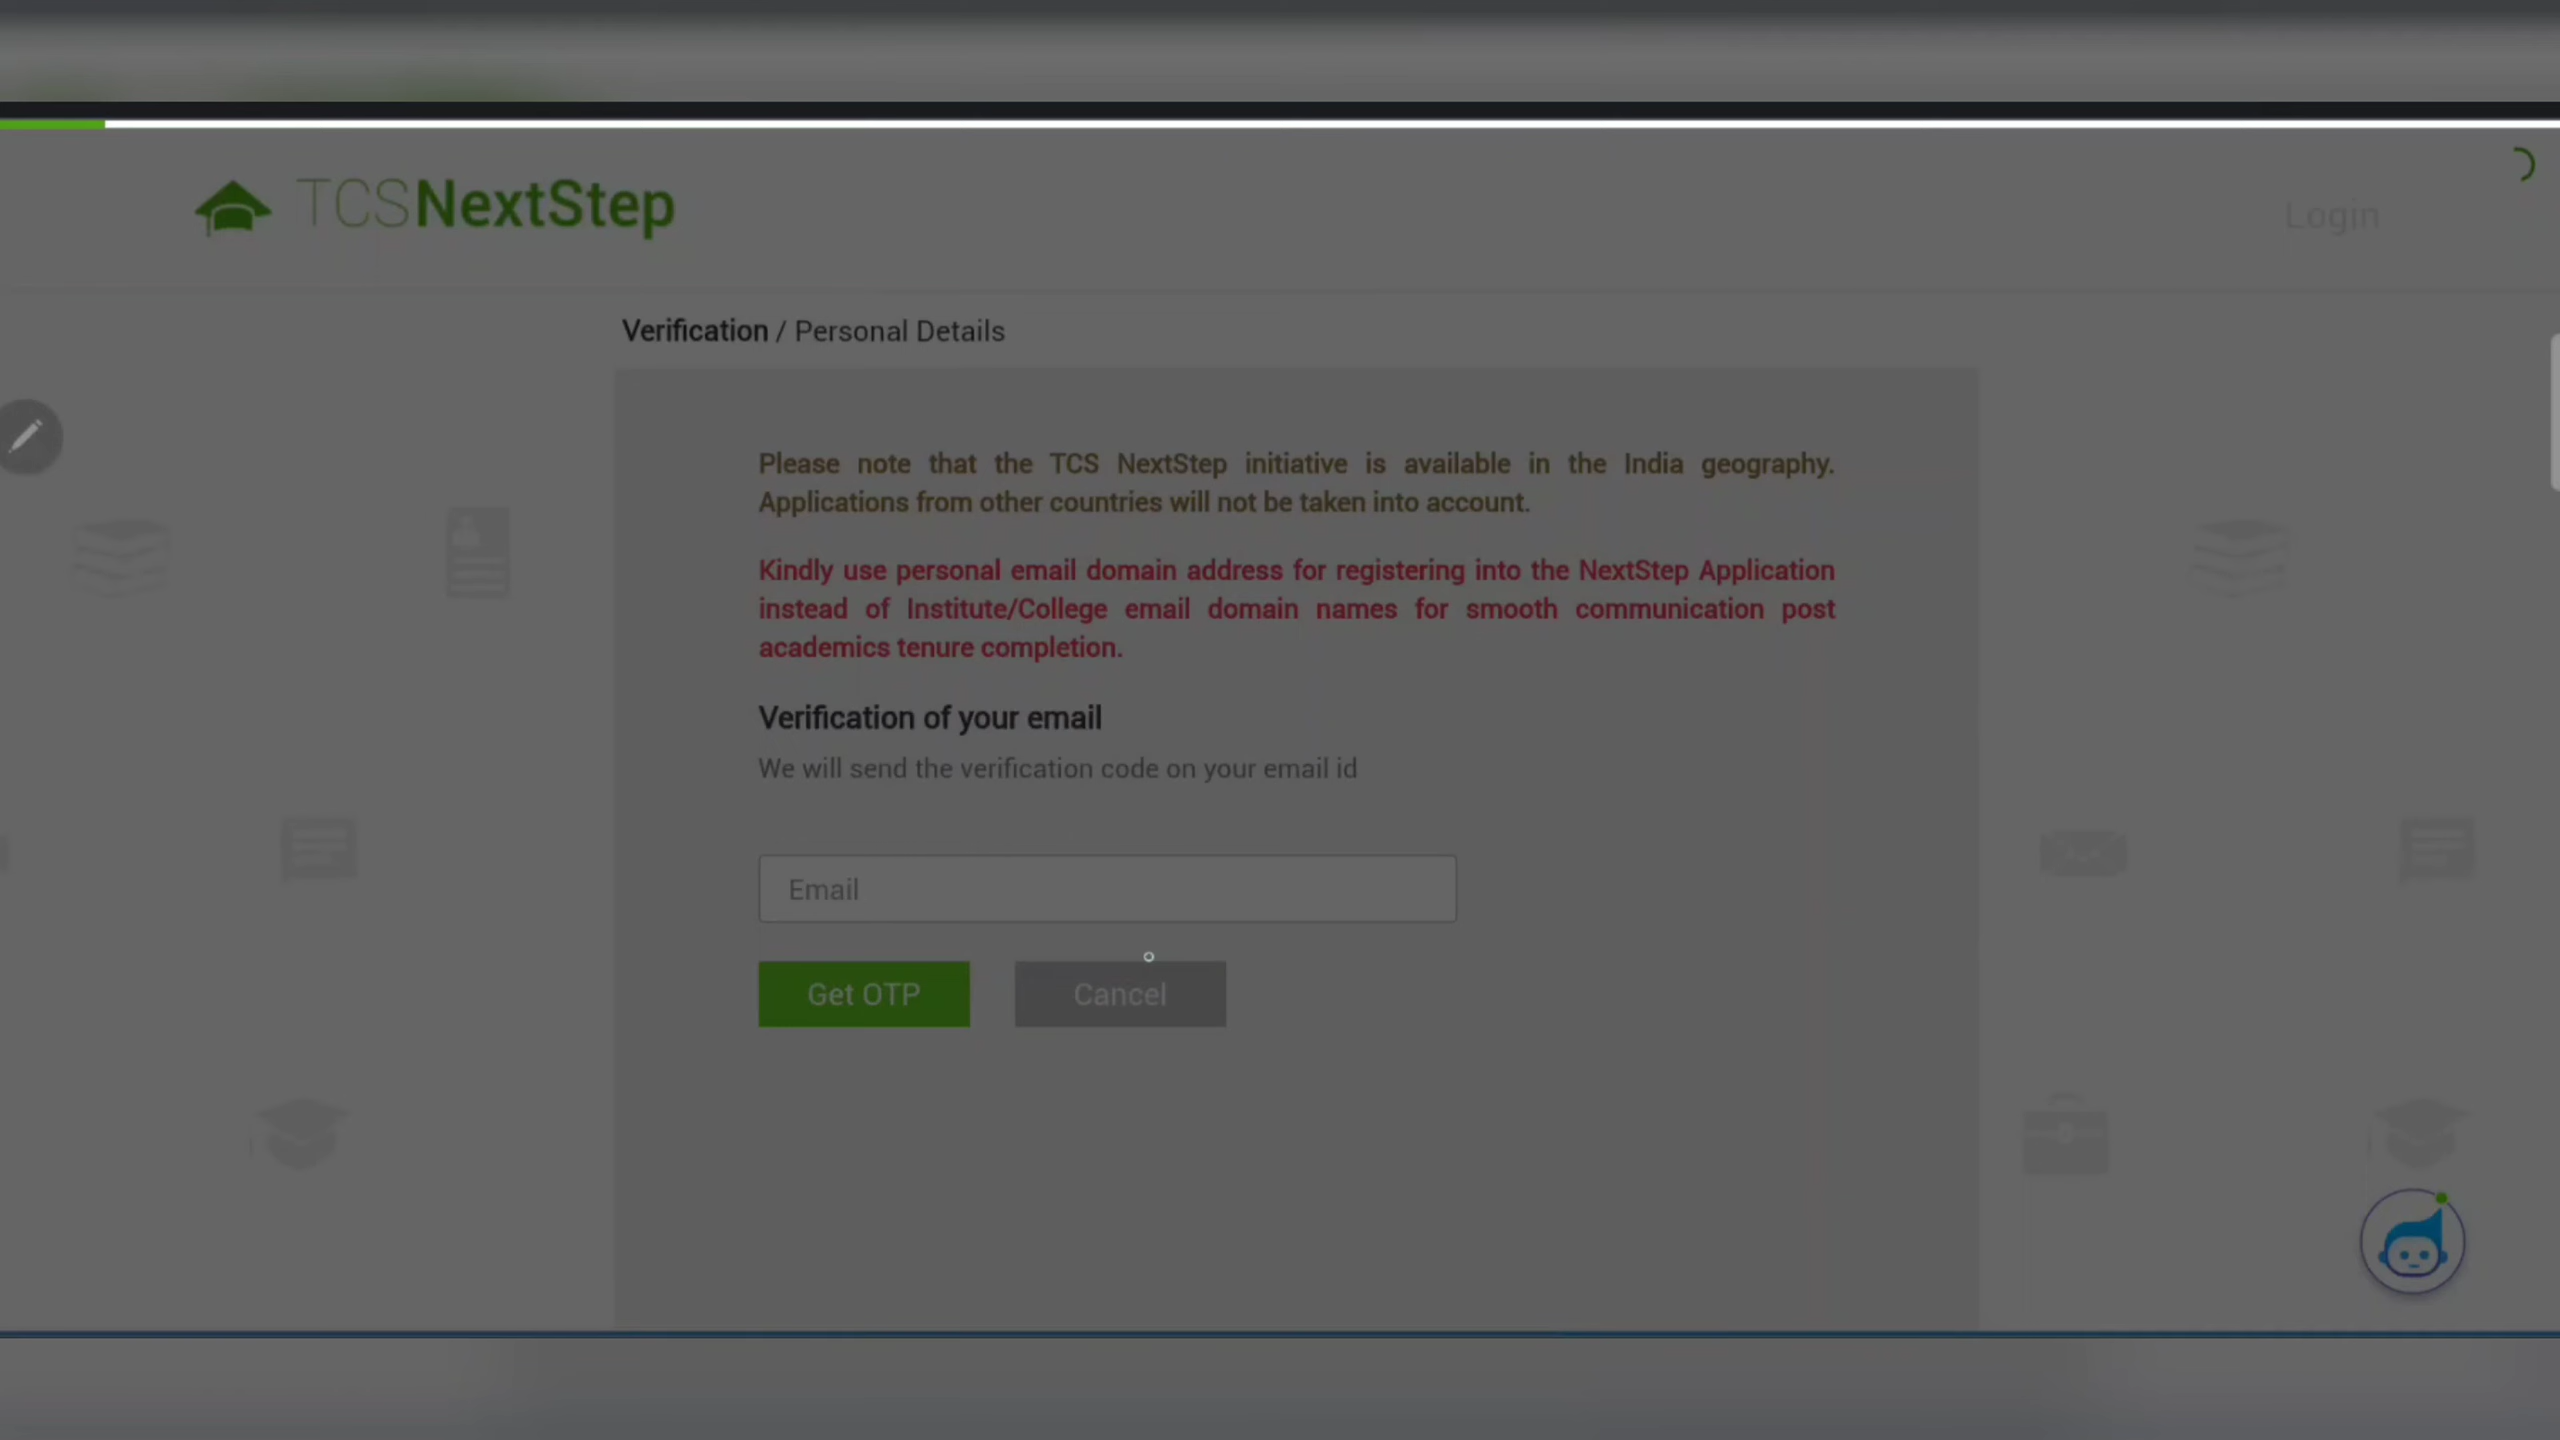 TCSNextStep
Login
Verification / Personal Details
Please note that the TCS NextStep initiative is available in the India geography.
Applications from other countries will not be taken into account.
Kindly use personal email domain address for registering into the NextStep Application
instead of Institute/College email domain names for smooth communication post
academics tenure completion.
Verification of your email
We will send the verification code on your email id
Email
Get OTP
Cancel